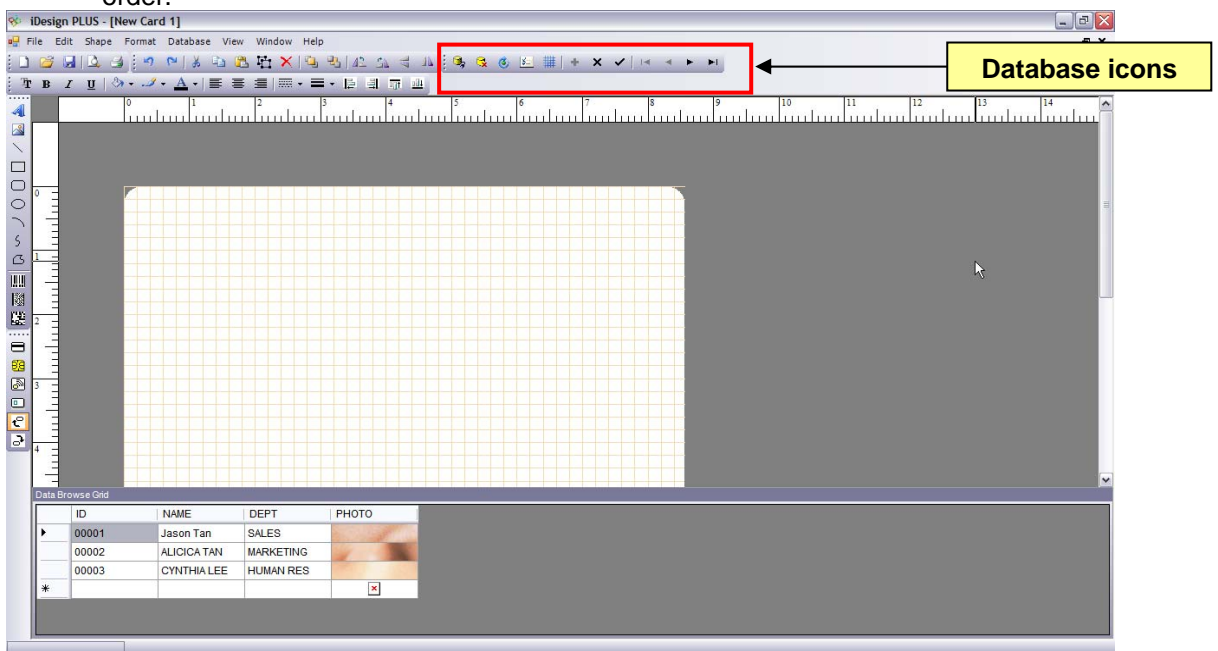 order.
iDesign PLUS - [New Card 1]
File Edit Shape Format Database View Window Help
Database icons
B I U A
0 1 2 3 4 5 6 7 8 9 10 11 12 13 14
A
0
1
2
3
4
Data Browse Grid
ID NAME DEPT PHOTO
00001 Jason Tan SALES
00002 ALICICA TAN MARKETING
00003 CYNTHIA LEE HUMAN RES